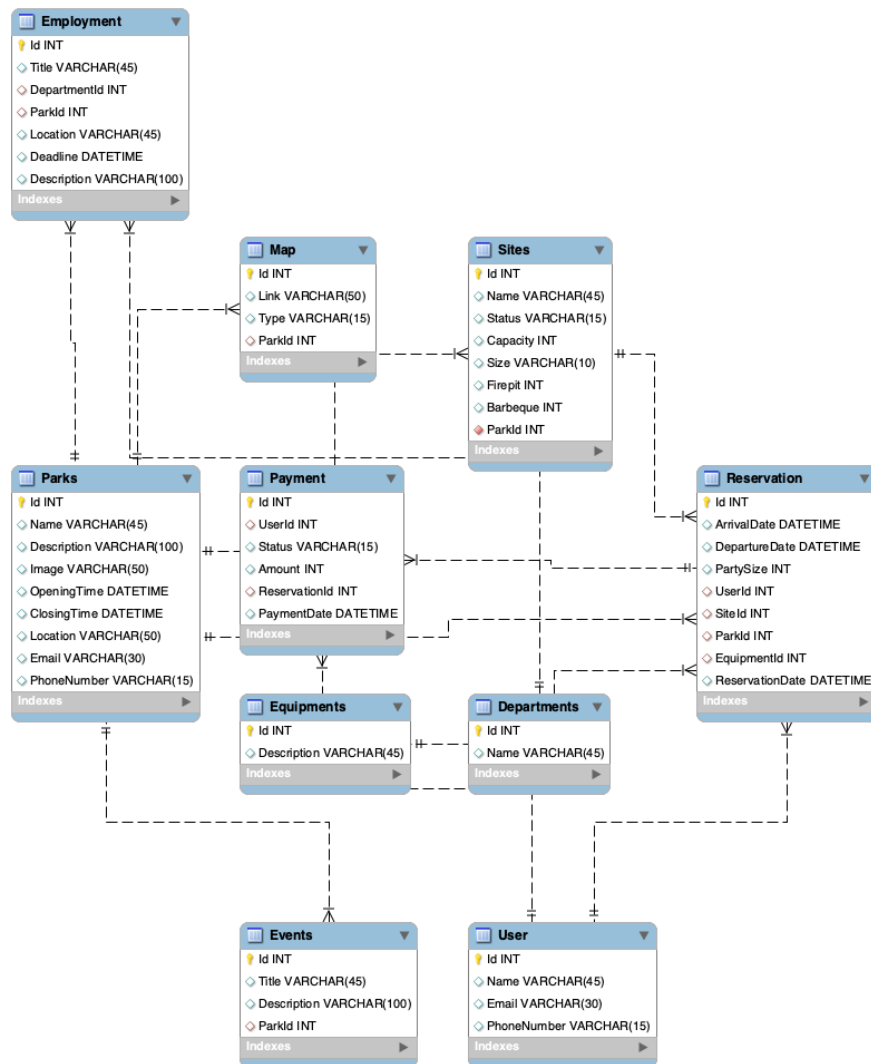 Employment
Id INT
Title VARCHAR(45)
DepartmentId INT
ParkId INT
Location VARCHAR(45)
Deadline DATETIME
Description VARCHAR(100)
Indexes
Map
Id INT
Link VARCHAR(50)
Type VARCHAR(15)
ParkId INT
Indexes
Sites
Id INT
Name VARCHAR(45)
Status VARCHAR(15)
Capacity INT
Size VARCHAR(10)
Firepit INT
Barbeque INT
ParkId INT
Indexes
Parks
Id INT
Name VARCHAR(45)
Description VARCHAR(100)
Image VARCHAR(50)
OpeningTime DATETIME
ClosingTime DATETIME
Location VARCHAR(50)
Email VARCHAR(30)
PhoneNumber VARCHAR(15)
Indexes
Payment
Id INT
UserId INT
Status VARCHAR(15)
Amount INT
ReservationId INT
PaymentDate DATETIME
Indexes
Reservation
Id INT
ArrivalDate DATETIME
DepartureDate DATETIME
PartySize INT
UserId INT
SiteId INT
ParkId INT
EquipmentId INT
ReservationDate DATETIME
Indexes
Equipments
Id INT
Description VARCHAR(45)
Indexes
Departments
Id INT
Name VARCHAR(45)
Indexes
Events
Id INT
Title VARCHAR(45)
Description VARCHAR(100)
ParkId INT
Indexes
User
Id INT
Name VARCHAR(45)
Email VARCHAR(30)
PhoneNumber VARCHAR(15)
Indexes